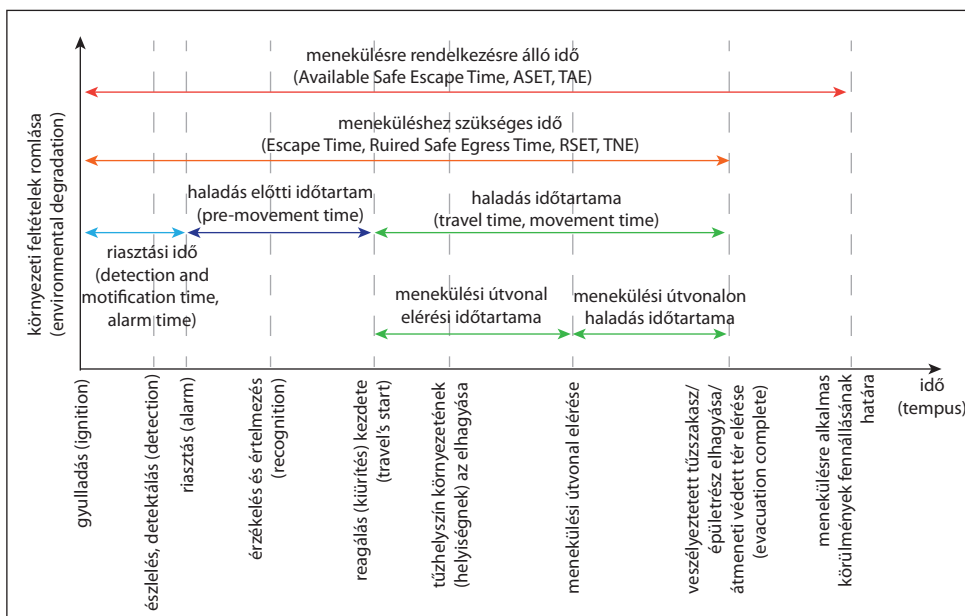 menekülésre rendelkezésre álló idő
(Available Safe Escape Time, ASET, TAE)
meneküléshez szükséges idő
(Escape Time, Ruired Safe Egress Time, RSET, TNE)
haladás előtti időtartam
(pre-movement time)
haladás időtartama
(travel time, movement time)
riasztási idő
(detection and
motification time,
alarm time)
menekülési útvonal
elérési időtartama
menekülési útvonalon
haladás időtartama
környezeti feltételek romlása
(environmental degradation)
idő
(tempus)
gyulladás (ignition)
észlelés, detektálás (detection)
riasztás (alarm)
érzékelés és értelmezés
(recognition)
reagálás (kiürítés) kezdete
(travel's start)
tűzhelyszín környezetének
(helyiségnek) az elhagyása
menekülési útvonal elérése
veszélyeztetett tűzszakasz/
épületrész elhagyása/
átmeneti védett tér elérése
(evacuation complete)
menekülésre alkalmas
körülmények fennállásának
határa